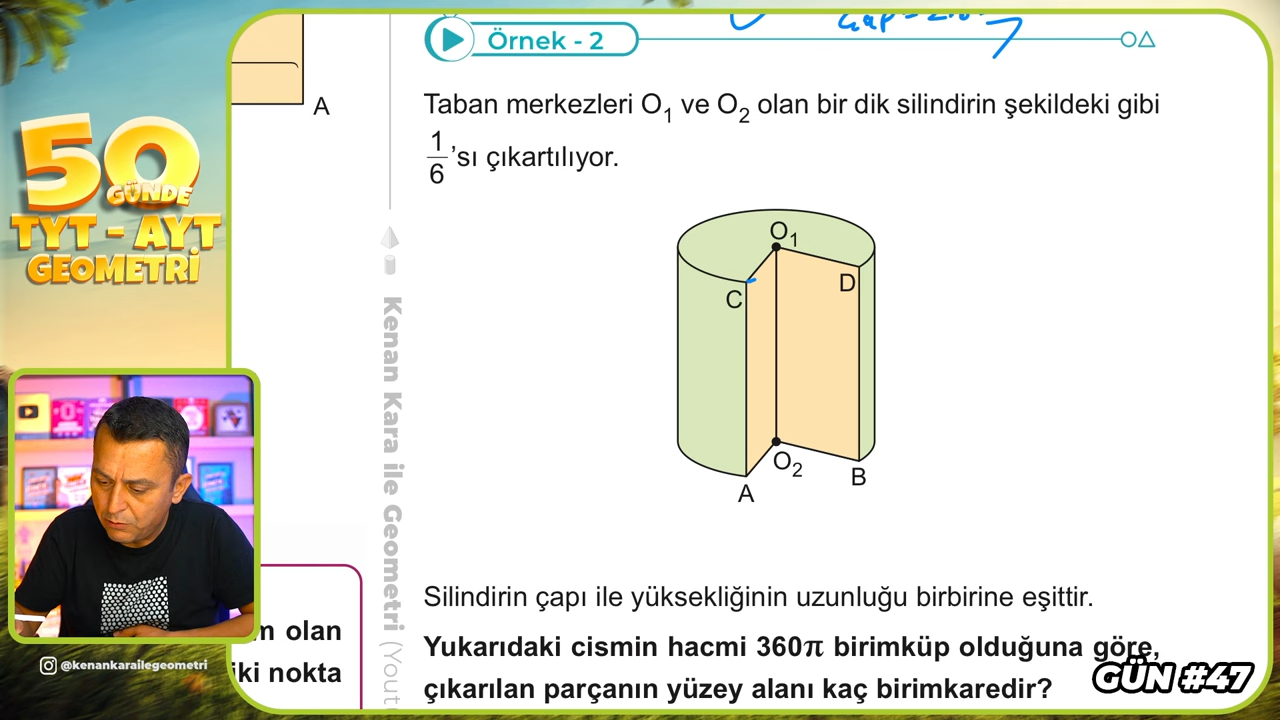 Örnek - 2
A
Taban merkezleri O1 ve O2 olan bir dik silindirin şekildeki gibi
1
6 'sı çıkartılıyor.
50
GÜNDE
TYT - AYT
GEOMETRİ
O1
C
D
O2
A
B
Kenan Kara ile Geometri (Yout
Silindirin çapı ile yüksekliğinin uzunluğu birbirine eşittir.
Yukarıdaki cismin hacmi 360π birimküp olduğuna göre,
çıkarılan parçanın yüzey alanı kaç birimkaredir?
m olan
iki nokta
@kenankarailegeometri
GÜN #47